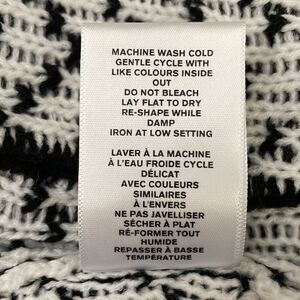 MACHINE WASH COLD
GENTLE CYCLE WITH
LIKE COLOURS INSIDE
OUT
DO NOT BLEACH
LAY FLAT TO DRY
RE-SHAPE WHILE
DAMP
IRON AT LOW SETTING
LAVER À LA MACHINE
À L'EAU FROIDE CYCLE
DÉLICAT
AVEC COULEURS
SIMILAIRES
À L'ENVERS
NE PAS JAVELLISER
SÉCHER À PLAT
RÉ-FORMER TOUT
HUMIDE
REPASSER À BASSE
TEMPÉRATURE